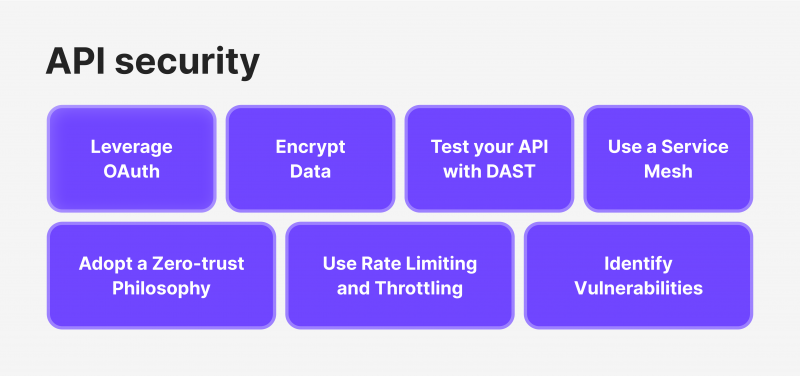 API security
Leverage
OAuth
Encrypt
Data
Test your API
with DAST
Use a Service
Mesh
Adopt a Zero-trust
Philosophy
Use Rate Limiting
and Throttling
Identify
Vulnerabilities